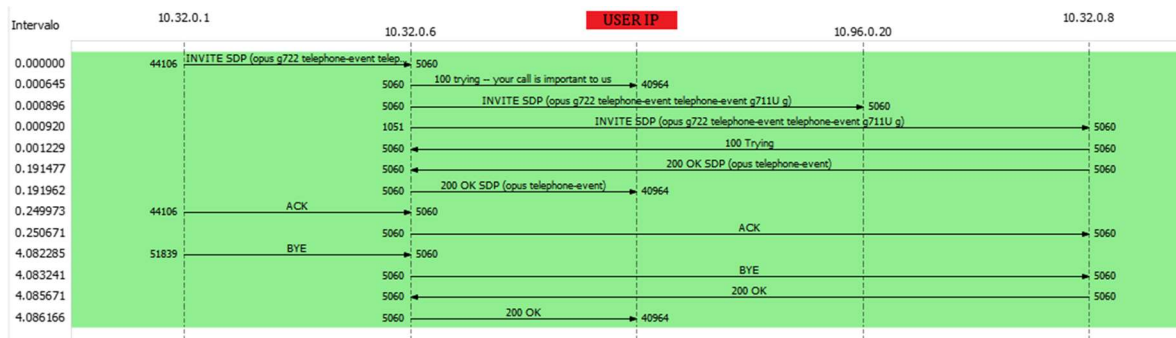 Intervalo 10.32.0.1 10.32.0.6 USER IP 10.96.0.20 10.32.0.8
0.000000 44106 INVITE SDP (opus g722 telephone-event telep... 5060
0.000645 5060 100 trying -- your call is important to us 40964
0.000896 5060 INVITE SDP (opus g722 telephone-event telephone-event g711U g) 5060
0.000920 1051 INVITE SDP (opus g722 telephone-event telephone-event g711U g) 5060
0.001229 5060 100 Trying 5060
0.191477 5060 200 OK SDP (opus telephone-event) 5060
0.191962 5060 200 OK SDP (opus telephone-event) 40964
0.249973 44106 ACK 5060
0.250671 5060 ACK 5060
4.082285 51839 BYE 5060
4.083241 5060 BYE 5060
4.085671 5060 200 OK 5060
4.086166 5060 200 OK 40964